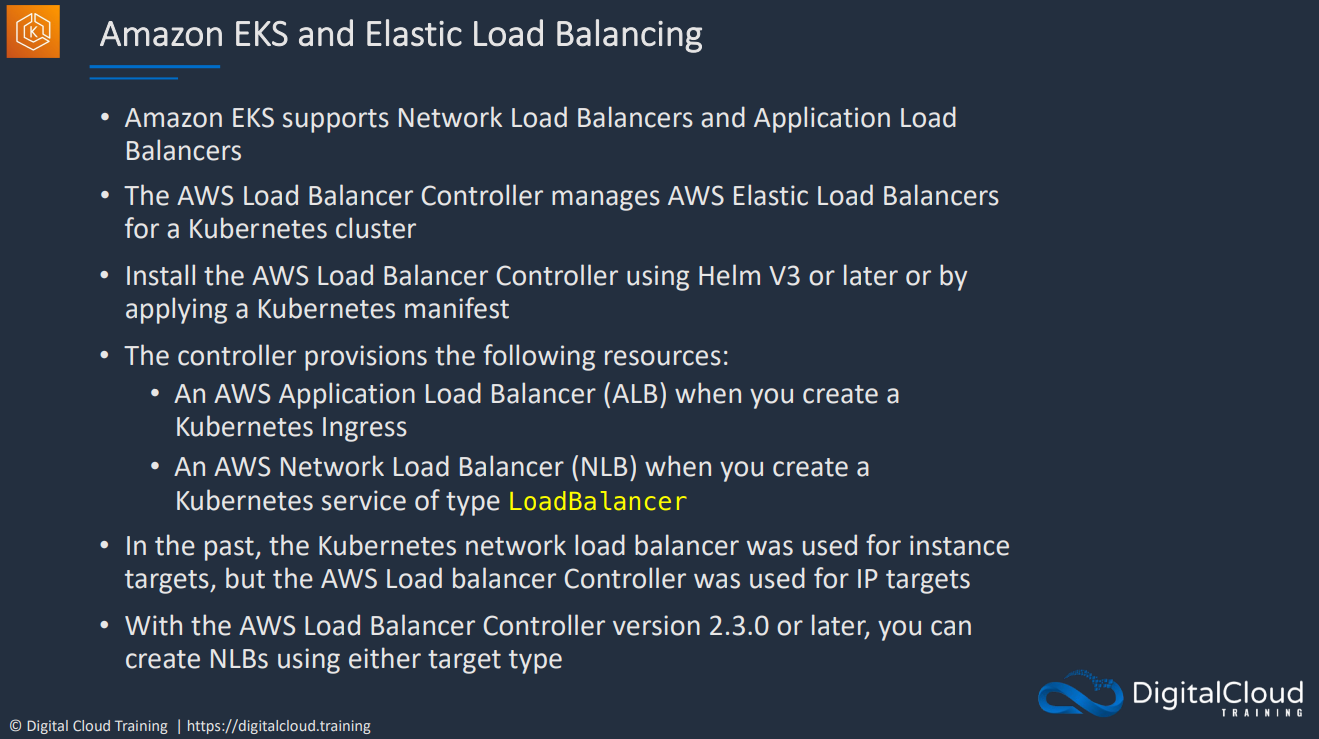 K
Amazon EKS and Elastic Load Balancing
• Amazon EKS supports Network Load Balancers and Application Load
Balancers
• The AWS Load Balancer Controller manages AWS Elastic Load Balancers
for a Kubernetes cluster
• Install the AWS Load Balancer Controller using Helm V3 or later or by
applying a Kubernetes manifest
• The controller provisions the following resources:
• An AWS Application Load Balancer (ALB) when you create a
Kubernetes Ingress
• An AWS Network Load Balancer (NLB) when you create a
Kubernetes service of type LoadBalancer
• In the past, the Kubernetes network load balancer was used for instance
targets, but the AWS Load balancer Controller was used for IP targets
• With the AWS Load Balancer Controller version 2.3.0 or later, you can
create NLBs using either target type
DigitalCloud
TRAINING
© Digital Cloud Training | https://digitalcloud.training